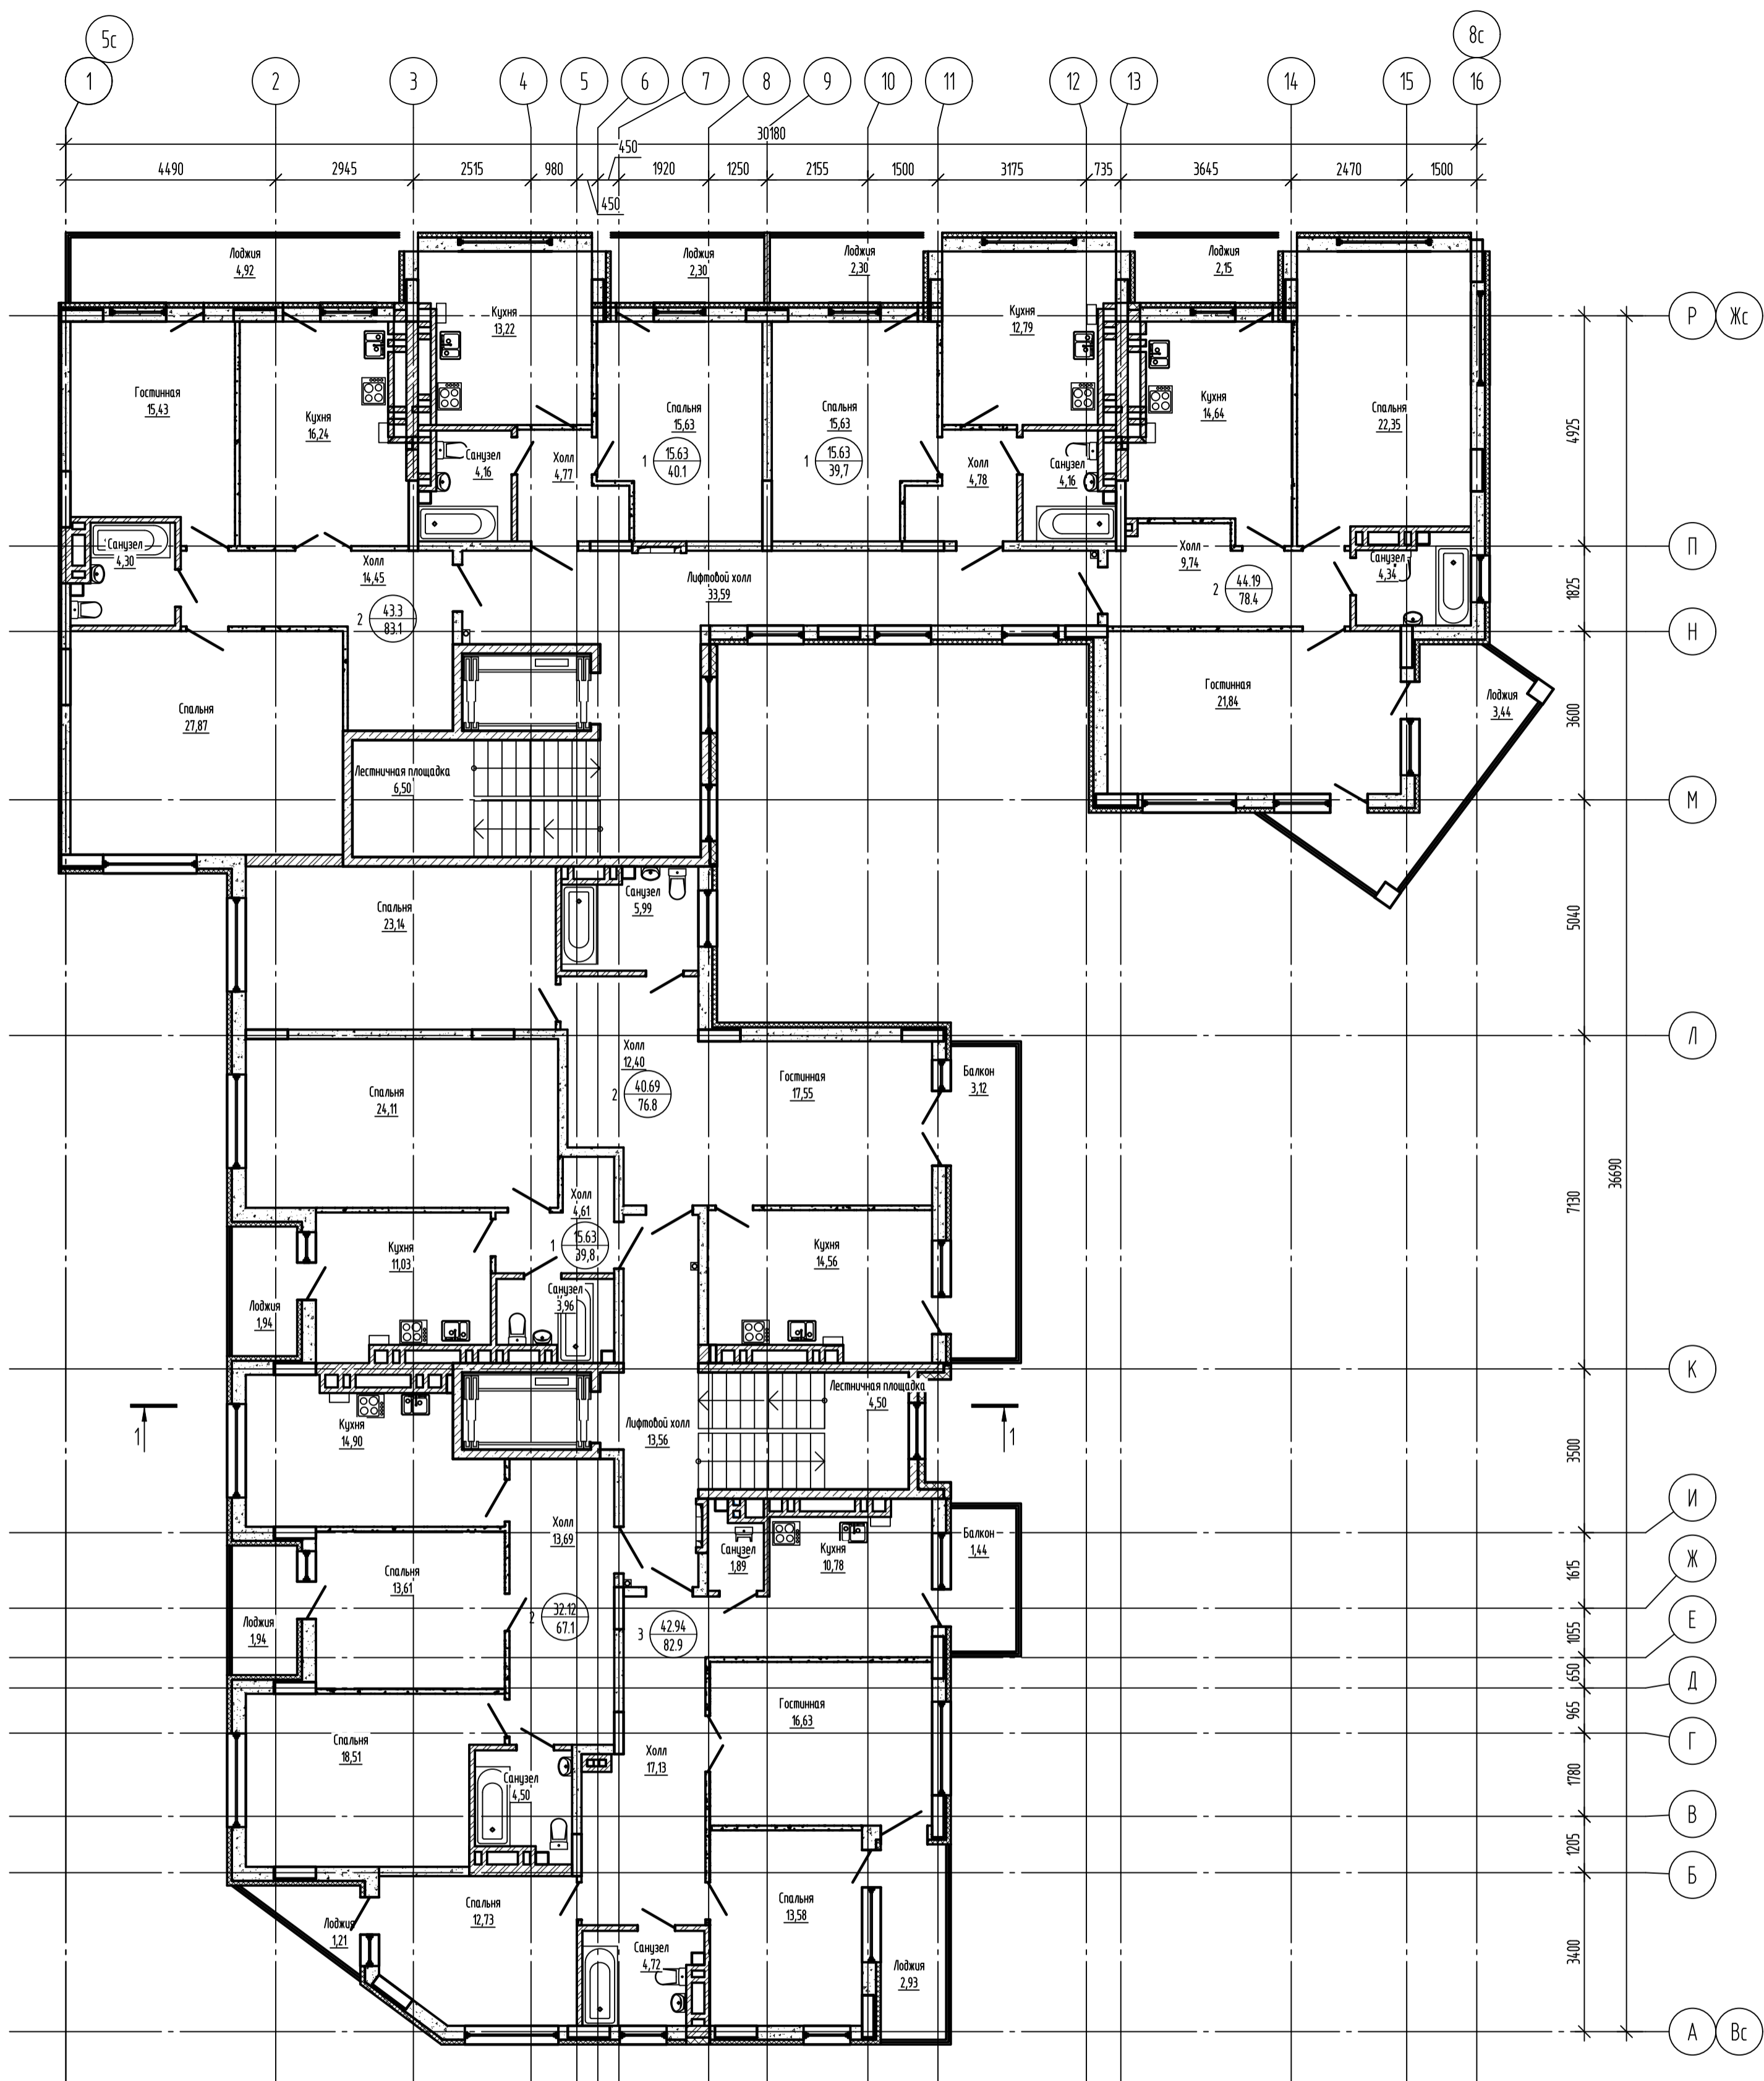 5с
8с
1
2
3
4
5
6
7
8
9
10
11
12
13
14
15
16
30180
450
4490
2945
2515
980
1920
1250
2155
1500
3175
735
3645
2470
1500
450
Лоджия
4,92
Лоджия
2,30
Лоджия
2,30
Лоджия
2,15
Кухня
13,22
Кухня
12,79
Р
Жс
Гостинная
15,43
Кухня
16,24
Спальня
15,63
Спальня
15,63
Кухня
14,64
Спальня
22,35
4925
Санузел
4,16
Холл
4,77
1
15.63
40.1
1
15.63
39,7
Холл
4,78
Санузел
4,16
Санузел
4,30
Холл
14,45
Лифтовой холл
33,59
Холл
9,74
Санузел
4,34
П
2
43.3
83.1
2
44.19
78.4
1825
Н
Спальня
27,87
Гостинная
21,84
Лоджия
3,44
3600
Лестничная площадка
6,50
М
Спальня
23,14
Санузел
5,99
5040
Л
Холл
12,40
2
40.69
76.8
Спальня
24,11
Гостинная
17,55
Балкон
3,12
7130
36690
Холл
4,61
1
15.63
39,8
Кухня
11,03
Кухня
14,56
Лоджия
1,94
Санузел
3,96
К
Лестничная площадка
4,50
1
Кухня
14,90
Лифтовой холл
13,56
1
3500
И
Холл
13,69
Санузел
1,89
Кухня
10,78
Балкон
1,44
Ж
1615
Спальня
13,61
Лоджия
1,94
2
32.12
67.1
3
42.94
82.9
Е
1055
650
Д
965
Гостинная
16,63
Г
Спальня
18,51
Холл
17,13
Санузел
4,50
1780
В
1205
Б
Спальня
12,73
Спальня
13,58
Лоджия
1,21
Санузел
4,72
Лоджия
2,93
3400
А
Вс